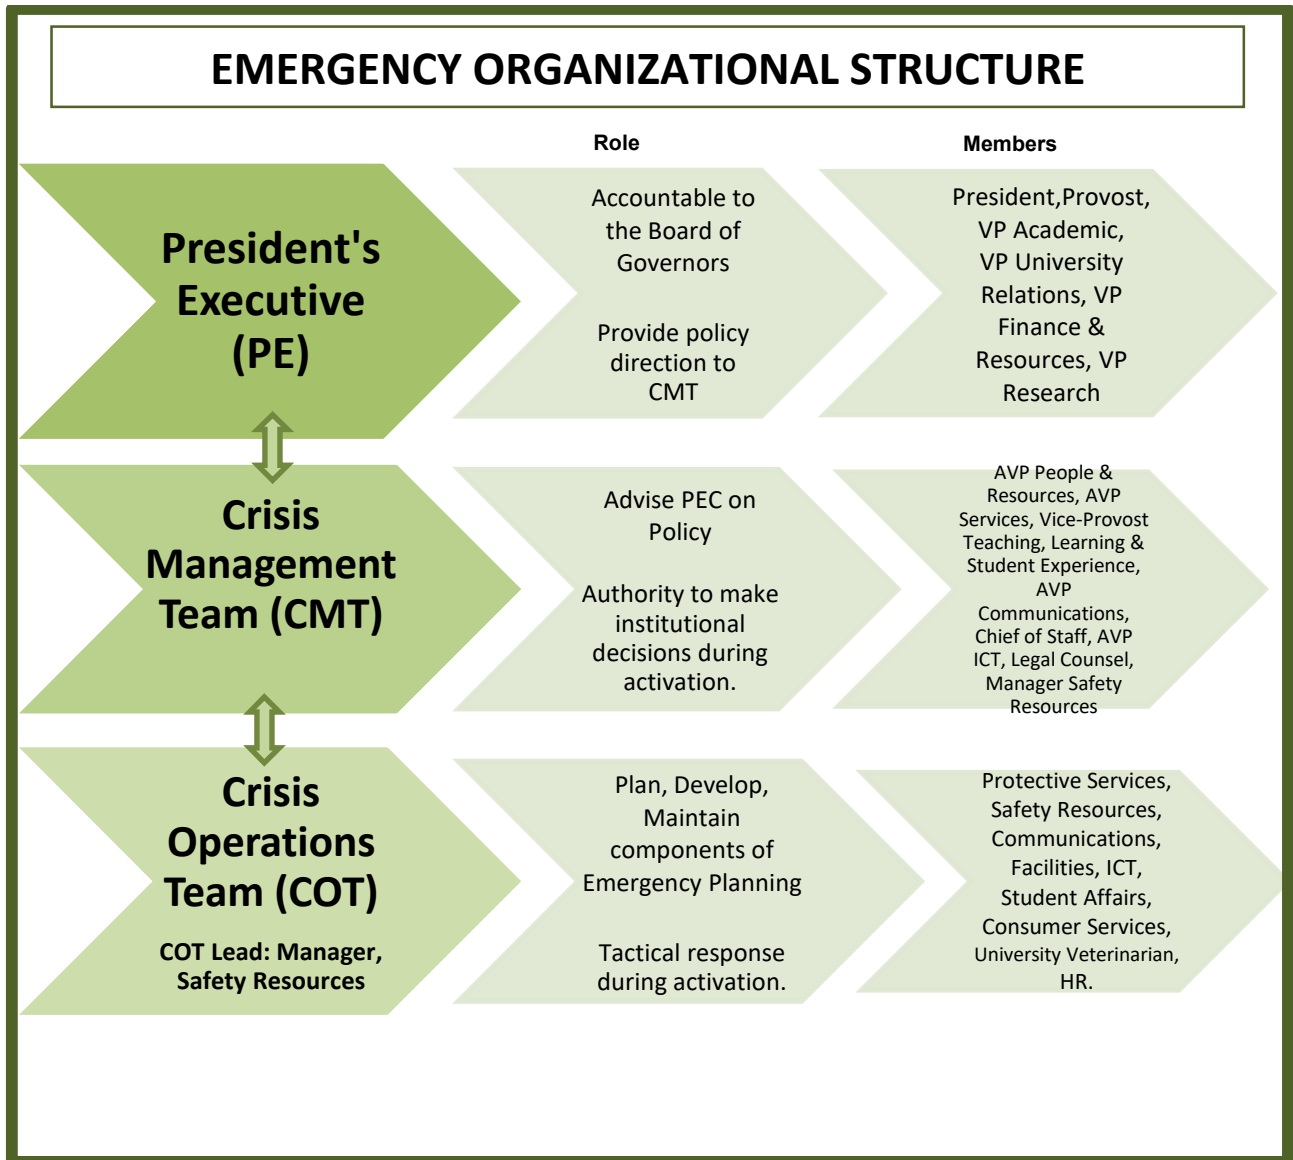 EMERGENCY ORGANIZATIONAL STRUCTURE
Role
Members
President's
Executive
(PE)
Accountable to
the Board of
Governors
Provide policy
direction to
CMT
President,Provost,
VP Academic,
VP University
Relations, VP
Finance &
Resources, VP
Research
Crisis
Management
Team (CMT)
Advise PEC on
Policy
Authority to make
institutional
decisions during
activation.
AVP People &
Resources, AVP
Services, Vice-Provost
Teaching, Learning &
Student Experience,
AVP
Communications,
Chief of Staff, AVP
ICT, Legal Counsel,
Manager Safety
Resources
Crisis
Operations
Team (COT)
COT Lead: Manager,
Safety Resources
Plan, Develop,
Maintain
components of
Emergency Planning
Tactical response
during activation.
Protective Services,
Safety Resources,
Communications,
Facilities, ICT,
Student Affairs,
Consumer Services,
University Veterinarian,
HR.